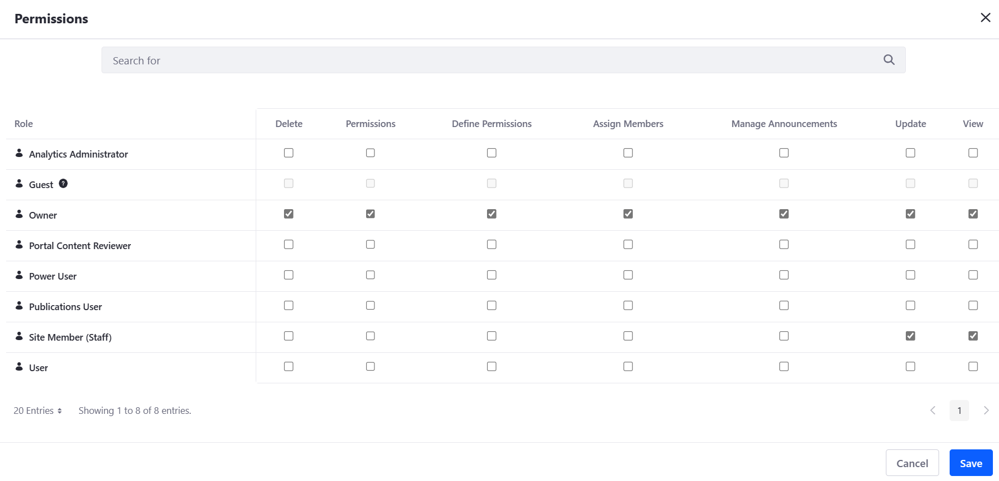 Permissions
Search for
Role Delete Permissions Define Permissions Assign Members Manage Announcements Update View
Analytics Administrator
Guest ?
Owner
Portal Content Reviewer
Power User
Publications User
Site Member (Staff)
User
20 Entries Showing 1 to 8 of 8 entries. 1
Cancel Save